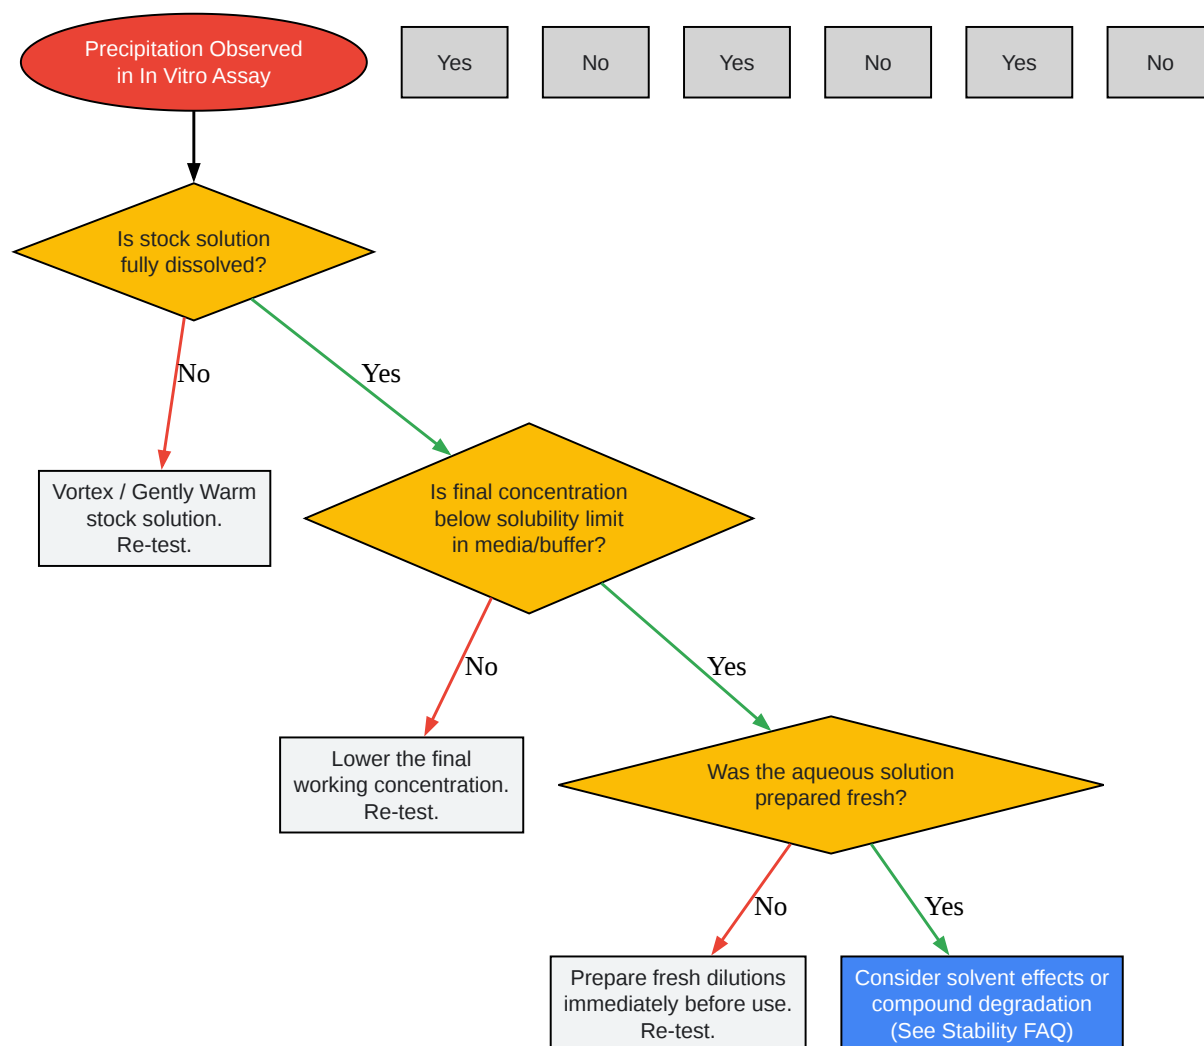 Precipitation Observed
in In Vitro Assay
Yes
No
Yes
No
Yes
No
Is stock solution
fully dissolved?
No
Yes
Vortex / Gently Warm
stock solution.
Re-test.
Is final concentration
below solubility limit
in media/buffer?
No
Yes
Lower the final
working concentration.
Re-test.
Was the aqueous solution
prepared fresh?
No
Yes
Prepare fresh dilutions
immediately before use.
Re-test.
Consider solvent effects or
compound degradation
(See Stability FAQ)